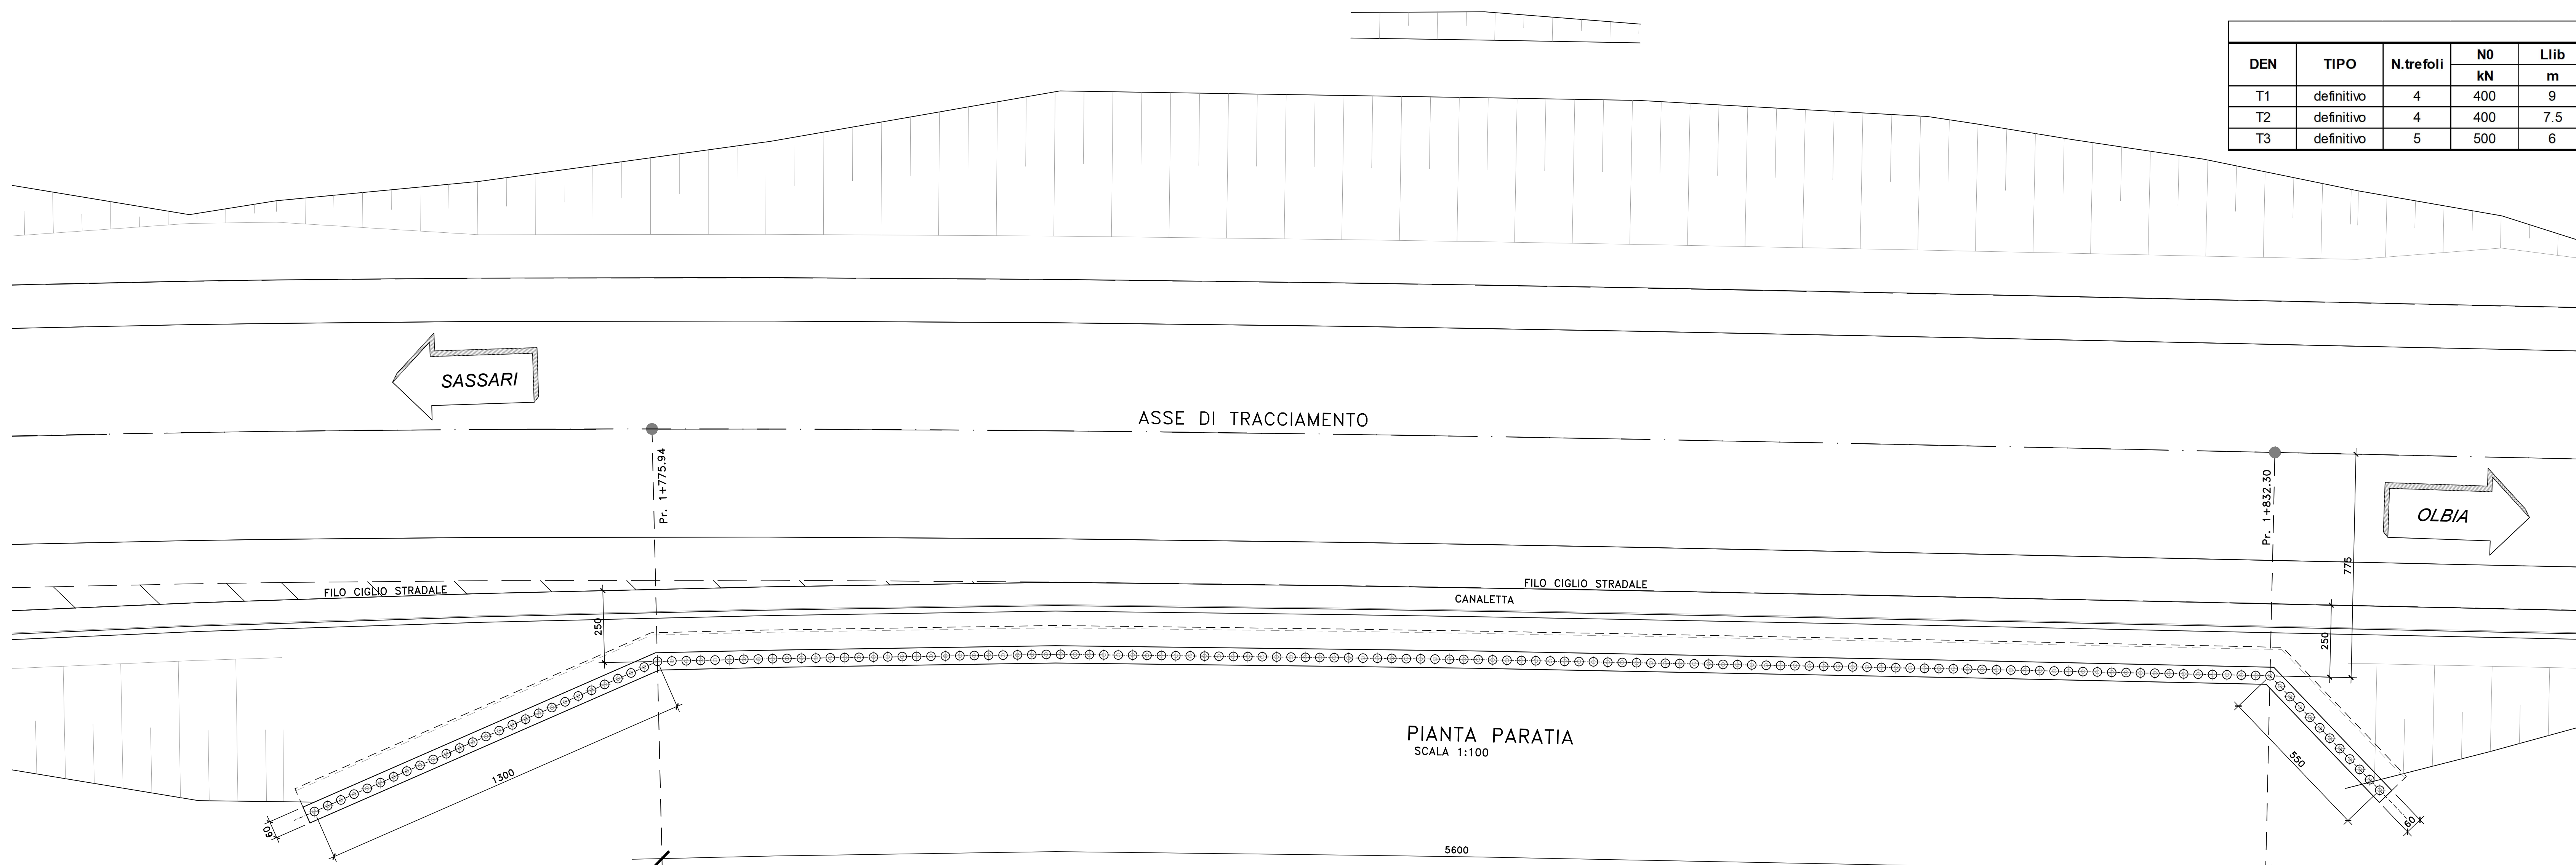 DEN TIPO N.trefoli N0 Llib
kN m
T1 definitivo 4 400 9
T2 definitivo 4 400 7.5
T3 definitivo 5 500 6
SASSARI
ASSE DI TRACCIAMENTO
Pr. 1+775.94
Pr. 1+832.30
OLBIA
775
FILO CIGLIO STRADALE
FILO CIGLIO STRADALE
CANALETTA
250
250
PIANTA PARATIA
SCALA 1:100
1300
550
60
60
5600